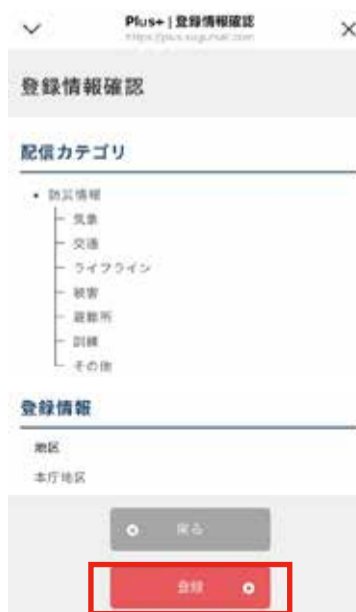 Plus+ | 登録情報確認
登録情報確認
配信カテゴリ
• 防災情報
気象
交通
ライフライン
被害
避難所
訓練
その他
登録情報
地区
本庁地区
戻る
登録